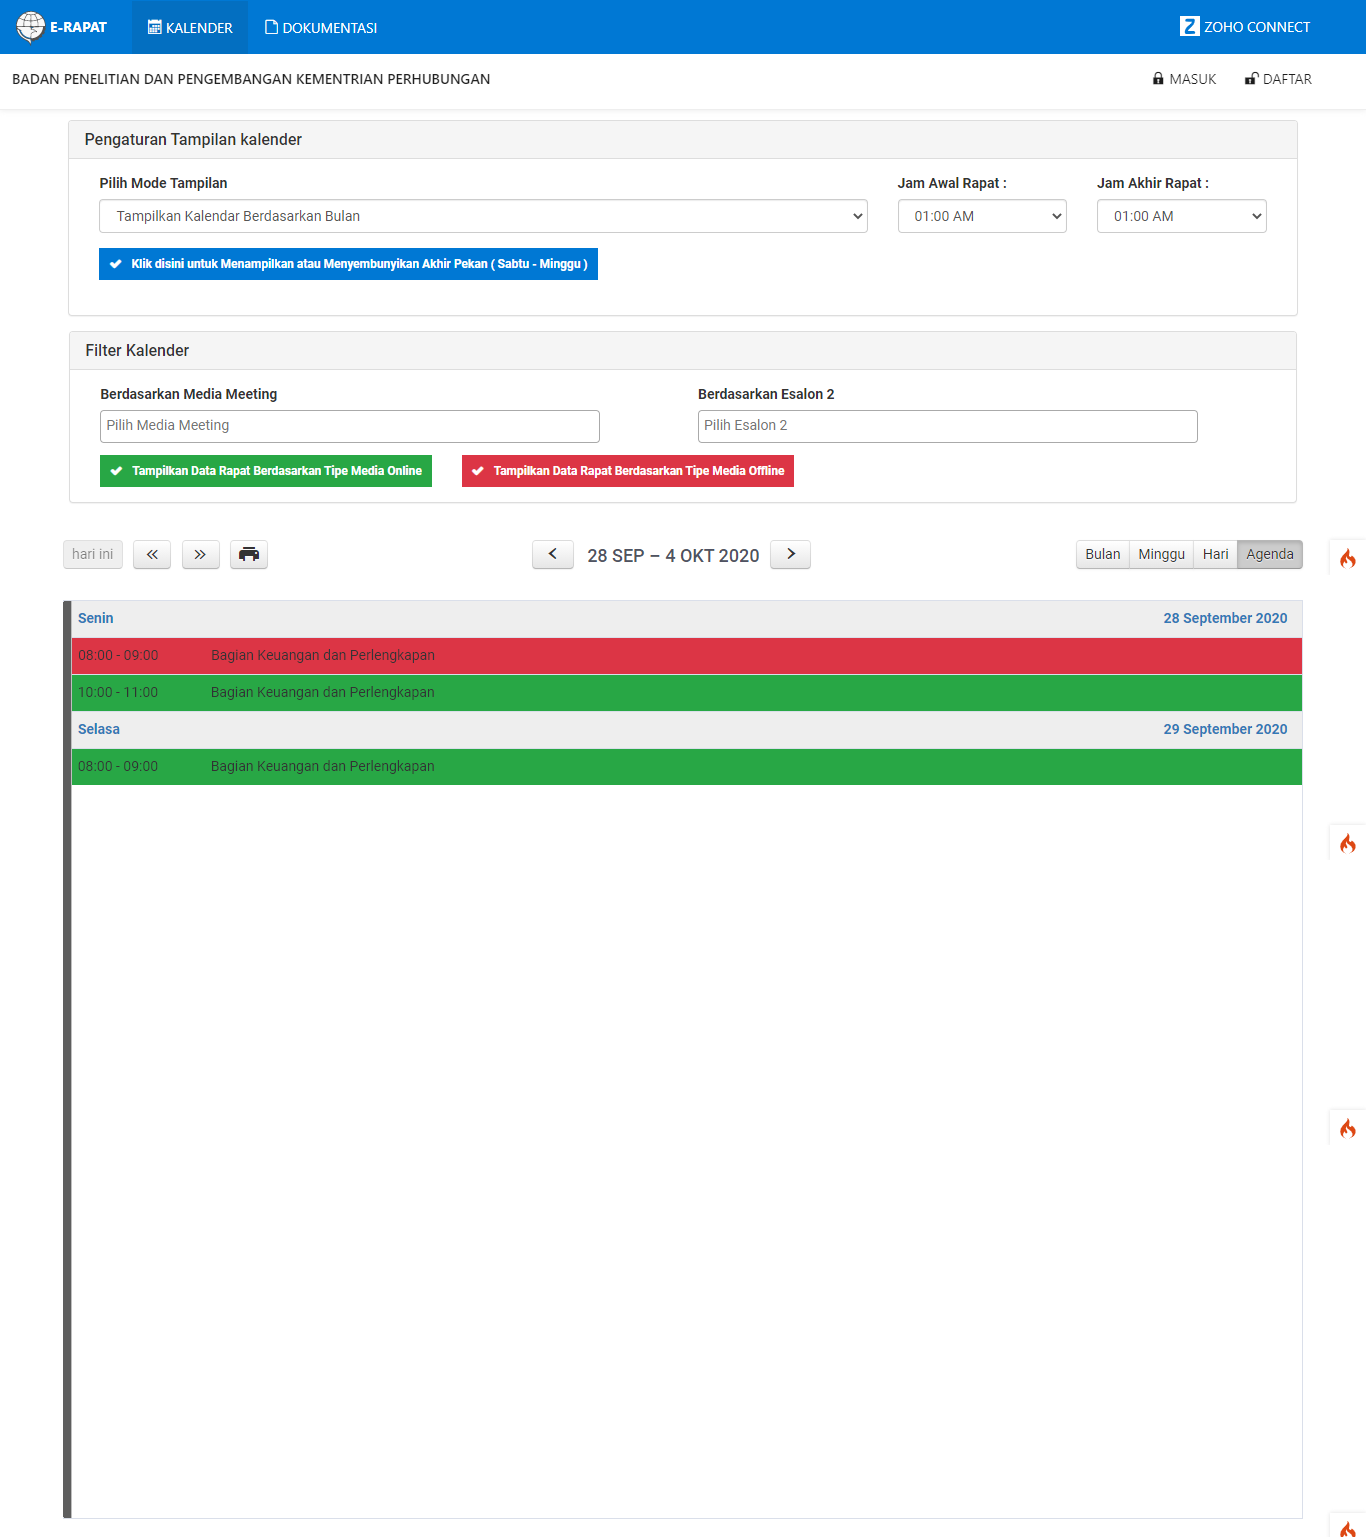 E-RAPAT KALENDER DOKUMENTASI Z ZOHO CONNECT
BADAN PENELITIAN DAN PENGEMBANGAN KEMENTRIAN PERHUBUNGAN MASUK DAFTAR
Pengaturan Tampilan kalender
Pilih Mode Tampilan Jam Awal Rapat : Jam Akhir Rapat :
Tampilkan Kalendar Berdasarkan Bulan 01:00 AM 01:00 AM
Klik disini untuk Menampilkan atau Menyembunyikan Akhir Pekan ( Sabtu - Minggu )
Filter Kalender
Berdasarkan Media Meeting Berdasarkan Esalon 2
Pilih Media Meeting Pilih Esalon 2
Tampilkan Data Rapat Berdasarkan Tipe Media Online Tampilkan Data Rapat Berdasarkan Tipe Media Offline
hari ini « » < 28 SEP – 4 OKT 2020 > Bulan Minggu Hari Agenda
Senin 28 September 2020
08:00 - 09:00 Bagian Keuangan dan Perlengkapan
10:00 - 11:00 Bagian Keuangan dan Perlengkapan
Selasa 29 September 2020
08:00 - 09:00 Bagian Keuangan dan Perlengkapan